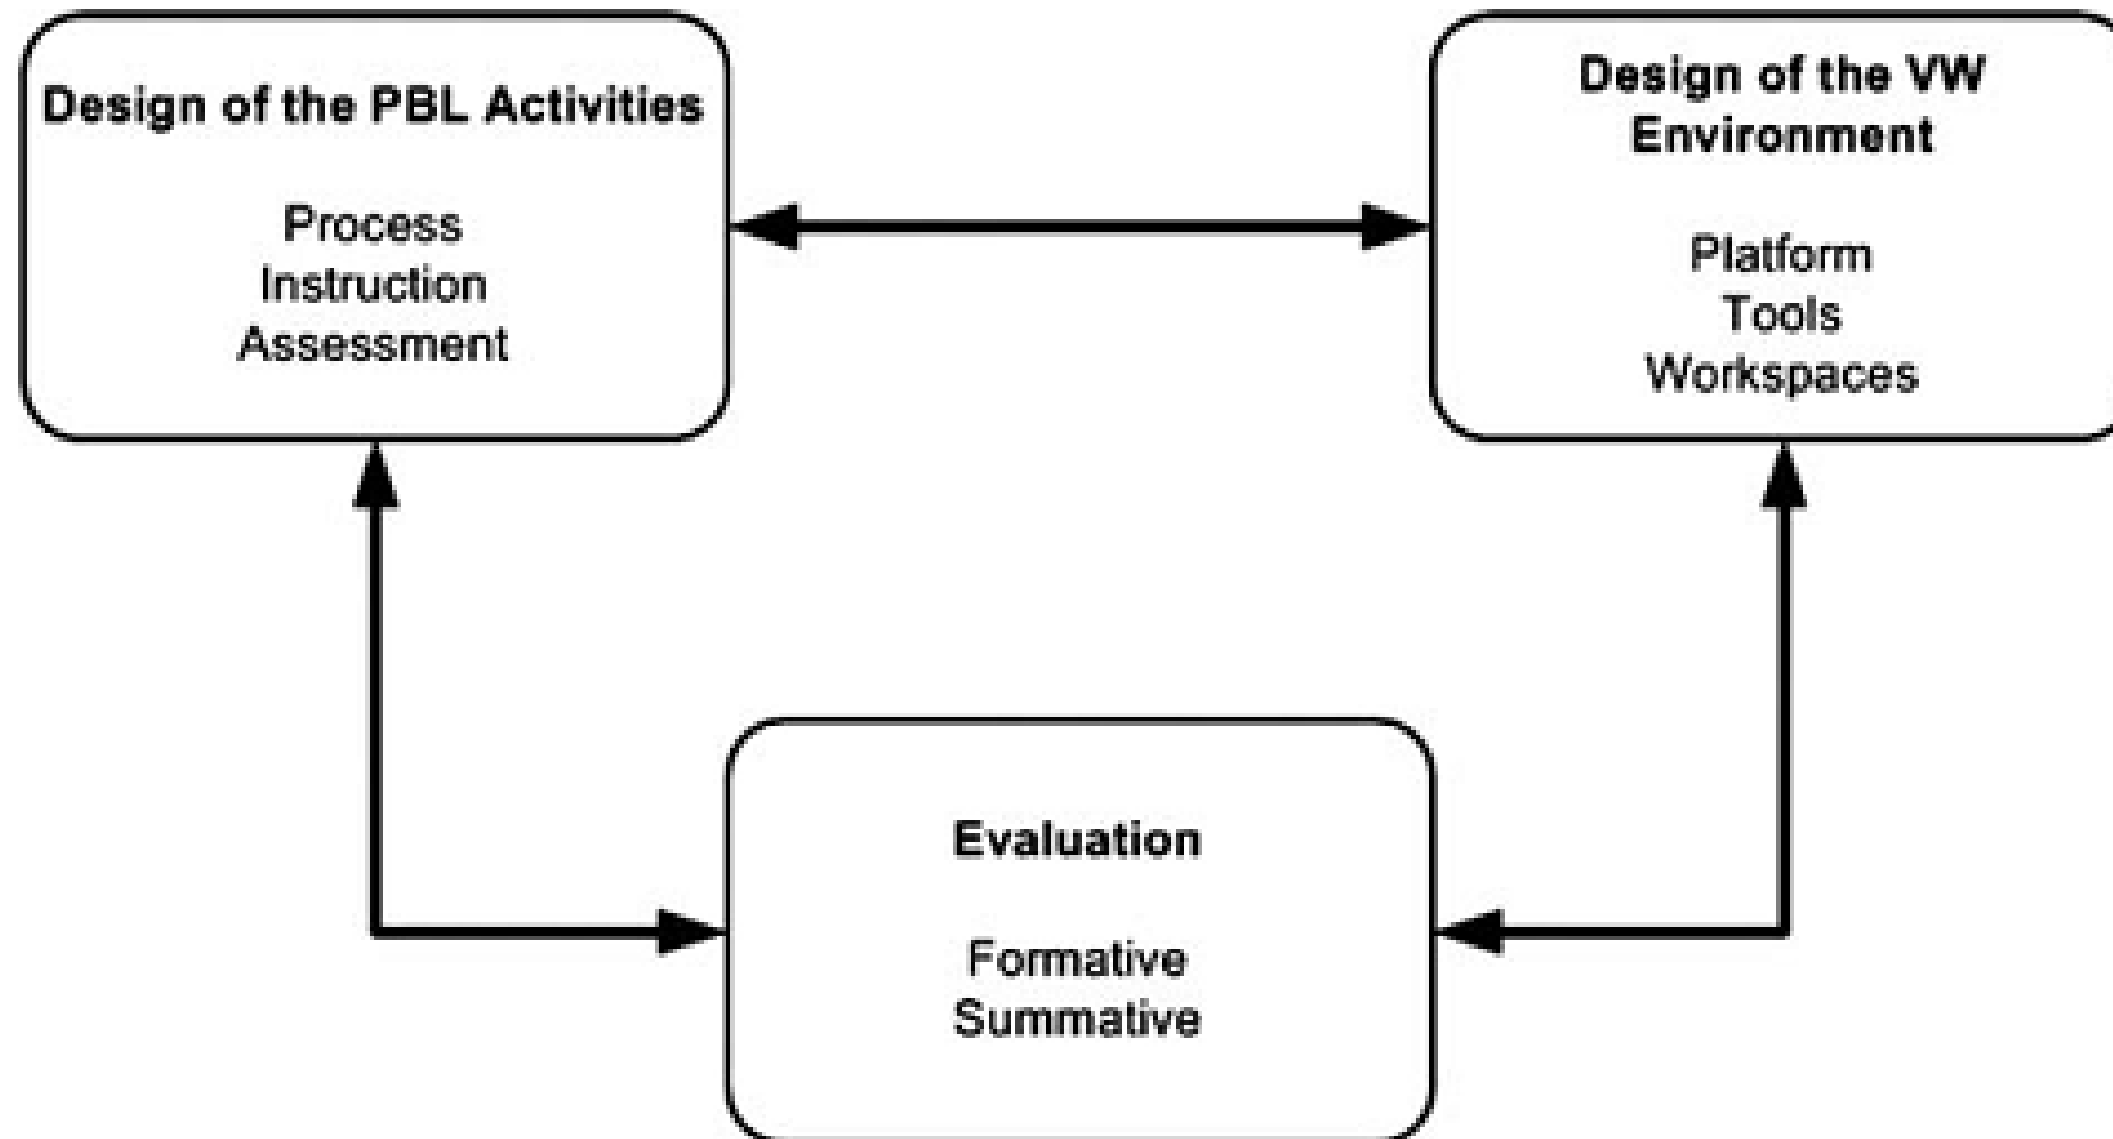 Design of the PBL Activities
Process
Instruction
Assessment
Design of the VW
Environment
Platform
Tools
Workspaces
Evaluation
Formative
Summative